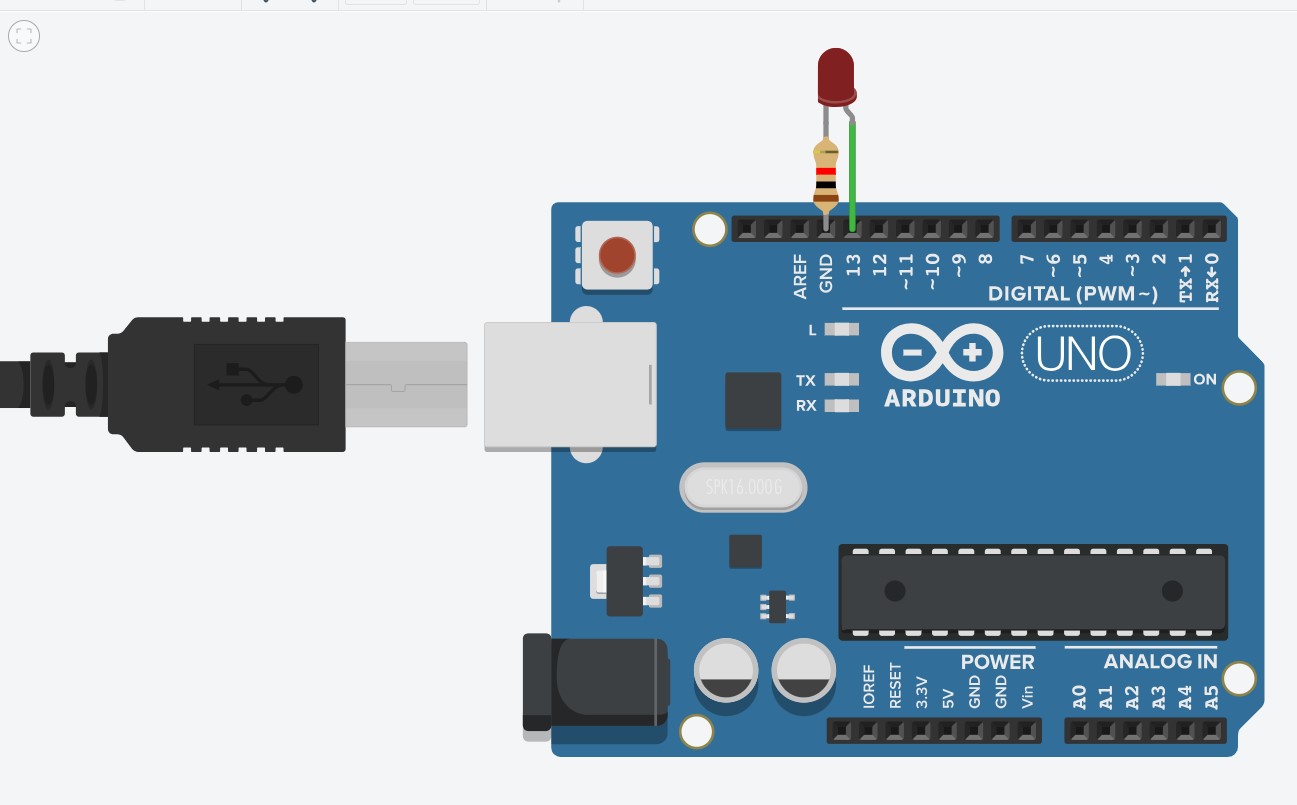 AREF
GND
13
12
~11
~10
~9
8
7
~6
~5
4
~3
2
TX→1
RX←0
DIGITAL (PWM~)
L
TX
RX
ARDUINO
UNO
ON
SPK16.000G
POWER
ANALOG IN
IOREF
RESET
3.3V
5V
GND
GND
Vin
A0
A1
A2
A3
A4
A5